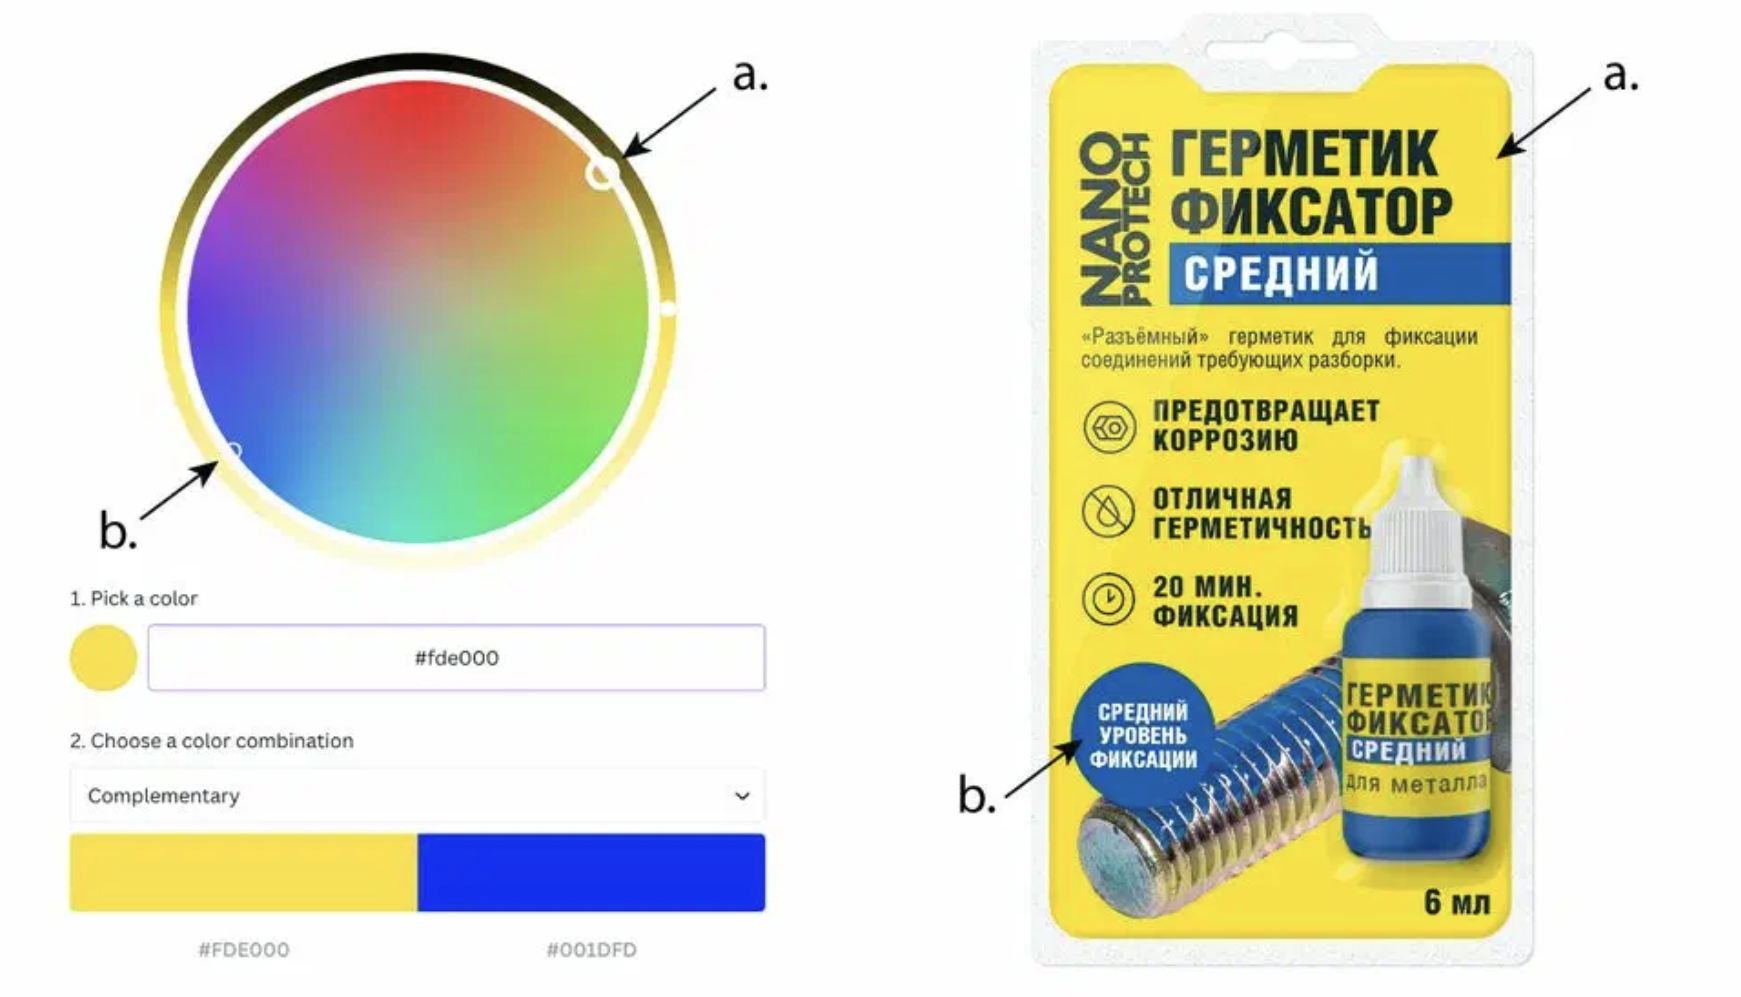 a.
b.
1. Pick a color
#fde000
2. Choose a color combination
Complementary
#FDE000
#001DFD
a.
NANO
PROTECH
ГЕРМЕТИК
ФИКСАТОР
СРЕДНИЙ
«Разъёмный» герметик для фиксации
соединений требующих разборки.
ПРЕДОТВРАЩАЕТ
КОРРОЗИЮ
ОТЛИЧНАЯ
ГЕРМЕТИЧНОСТЬ
20 МИН.
ФИКСАЦИЯ
СРЕДНИЙ
УРОВЕНЬ
ФИКСАЦИИ
b.
ГЕРМЕТИК
ФИКСАТОР
СРЕДНИЙ
для металла
6 мл